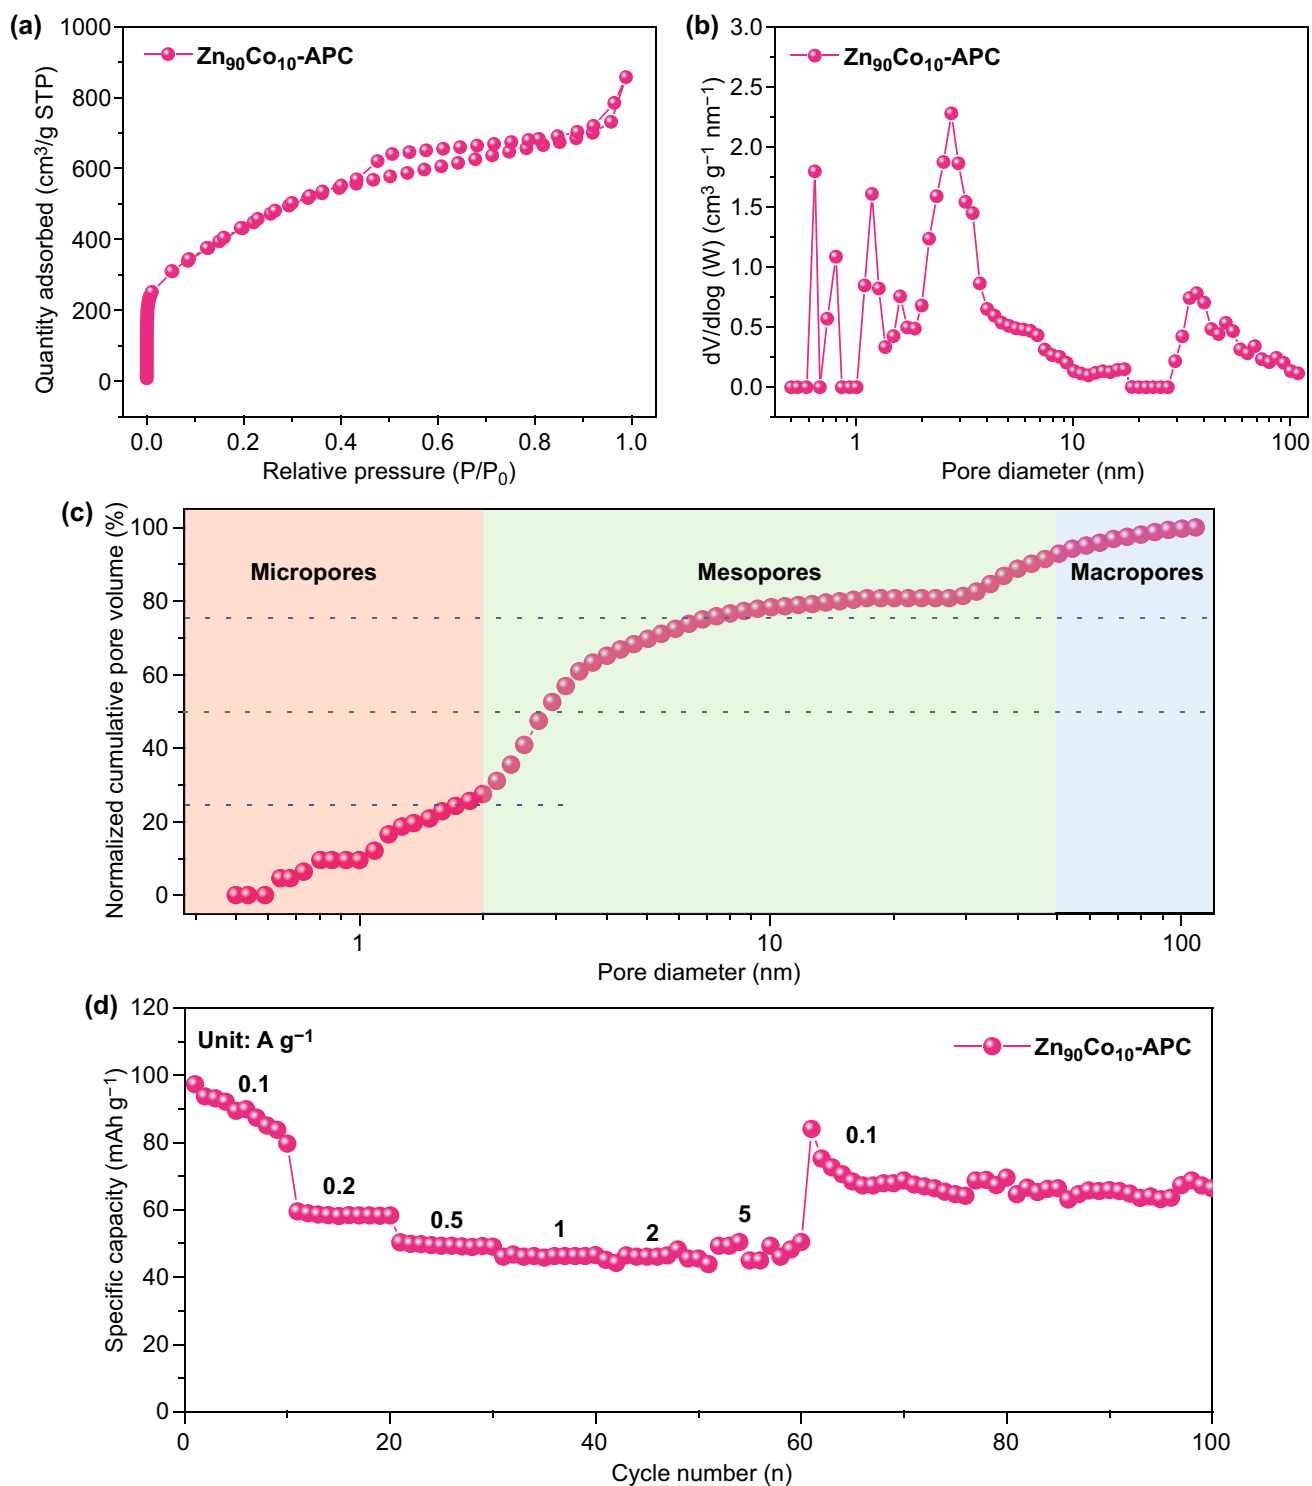 (a)
Zn₉₀Co₁₀-APC
Quantity adsorbed (cm³/g STP)
1000
800
600
400
200
0
0.0 0.2 0.4 0.6 0.8 1.0
Relative pressure (P/P₀)
(b)
Zn₉₀Co₁₀-APC
dV/dlog (W) (cm³ g⁻¹ nm⁻¹)
3.0
2.5
2.0
1.5
1.0
0.5
0.0
1 10 100
Pore diameter (nm)
(c)
Normalized cumulative pore volume (%)
100
80
60
40
20
0
Micropores Mesopores Macropores
1 10 100
Pore diameter (nm)
(d)
Specific capacity (mAh g⁻¹)
120
100
80
60
40
20
0
Unit: A g⁻¹
Zn₉₀Co₁₀-APC
0.1
0.2
0.5
1
2
5
0.1
0 20 40 60 80 100
Cycle number (n)